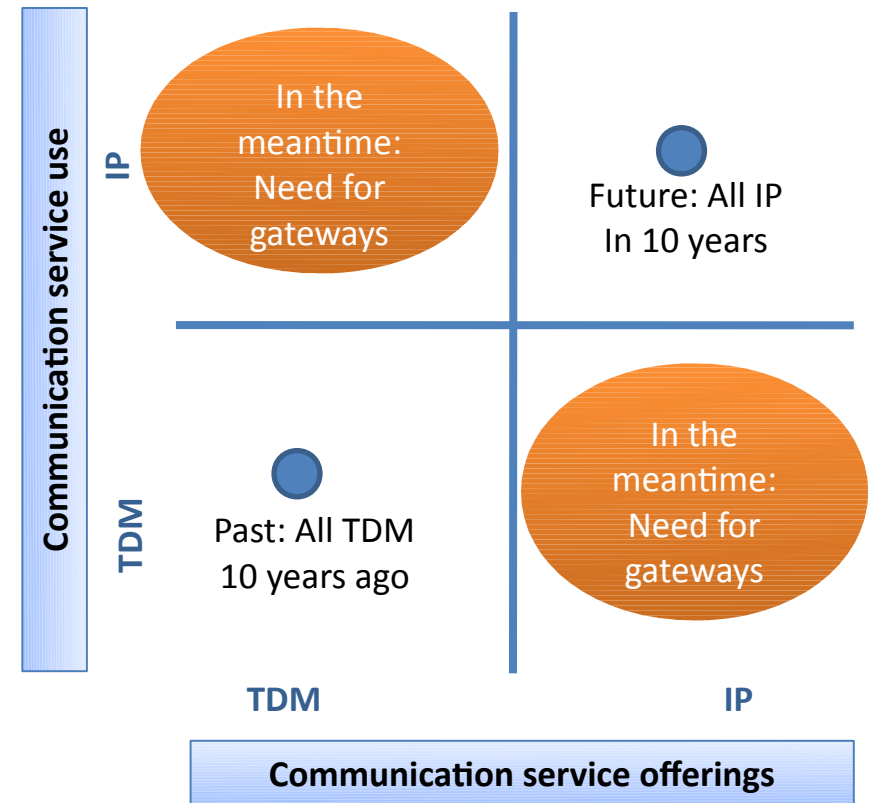 Communication service use
IP
TDM
In the
meantime:
Need for
gateways
Future: All IP
In 10 years
Past: All TDM
10 years ago
In the
meantime:
Need for
gateways
TDM
IP
Communication service offerings